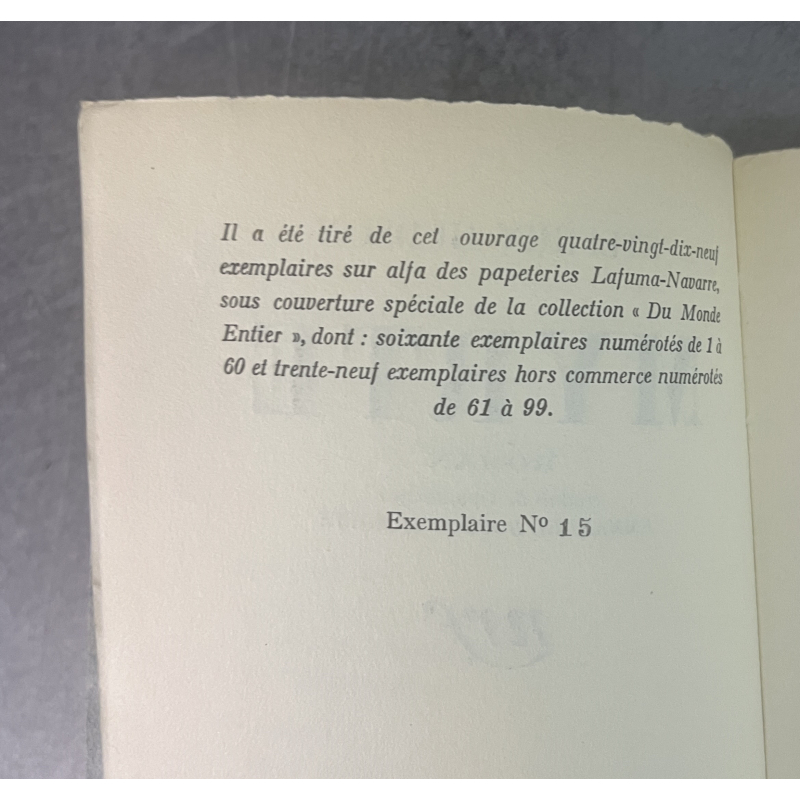 Il a été tiré de cet ouvrage quatre-vingt-dix-neuf
exemplaires sur alfa des papeteries Lafuma-Navarre,
sous couverture spéciale de la collection « Du Monde
Entier », dont : soixante exemplaires numérotés de 1 à
60 et trente-neuf exemplaires hors commerce numérotés
de 61 à 99.
Exemplaire Nº 15